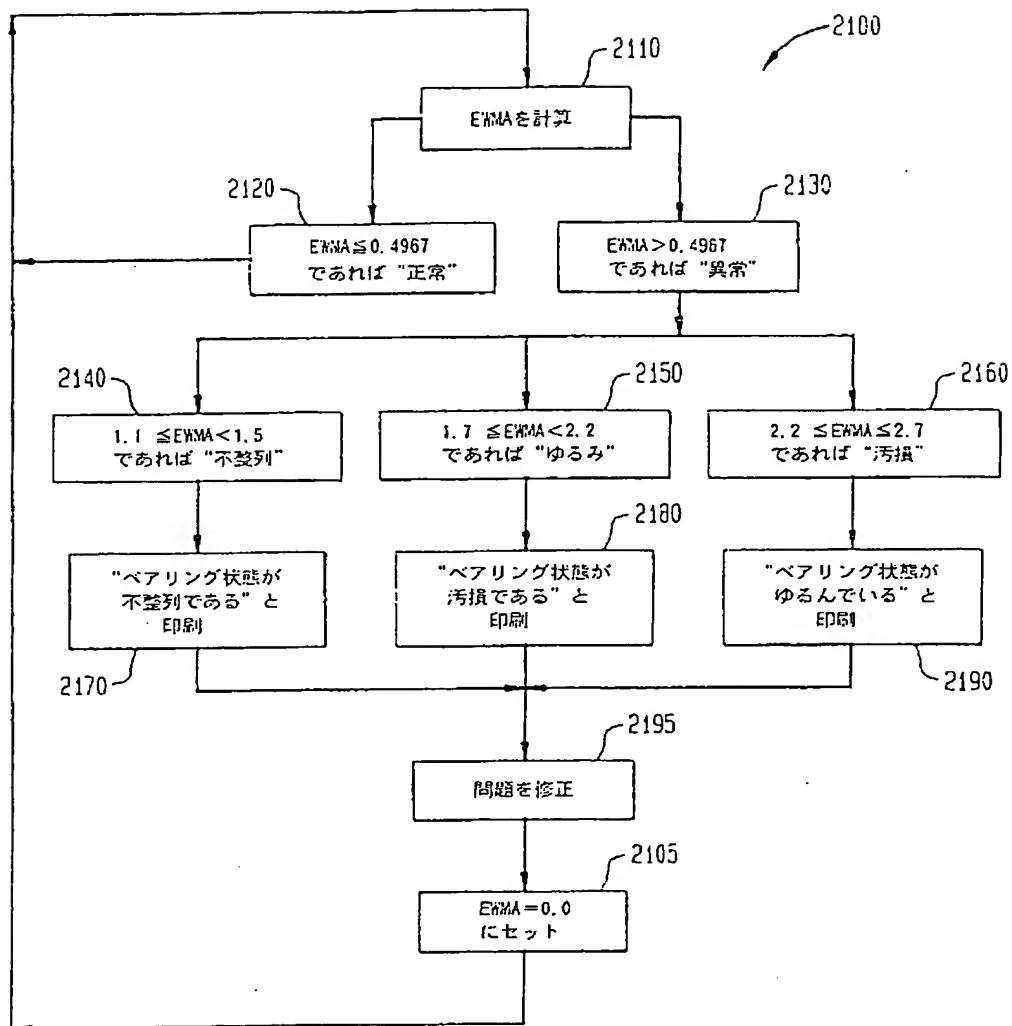 2100
2110
EWMAを計算
2120
2130
EWMA≦0.4967
であれば“正常”
EWMA>0.4967
であれば“異常”
2140
2150
2160
1.1 ≦EWMA<1.5
であれば“不整列”
1.7 ≦EWMA<2.2
であれば“ゆるみ”
2.2 ≦EWMA≦2.7
であれば“汚損”
2180
“ベアリング状態が
不整列である”と
印刷
“ベアリング状態が
汚損である”と
印刷
“ベアリング状態が
ゆるんでいる”と
印刷
2170
2190
2195
問題を修正
2105
EWMA=0.0
にセット